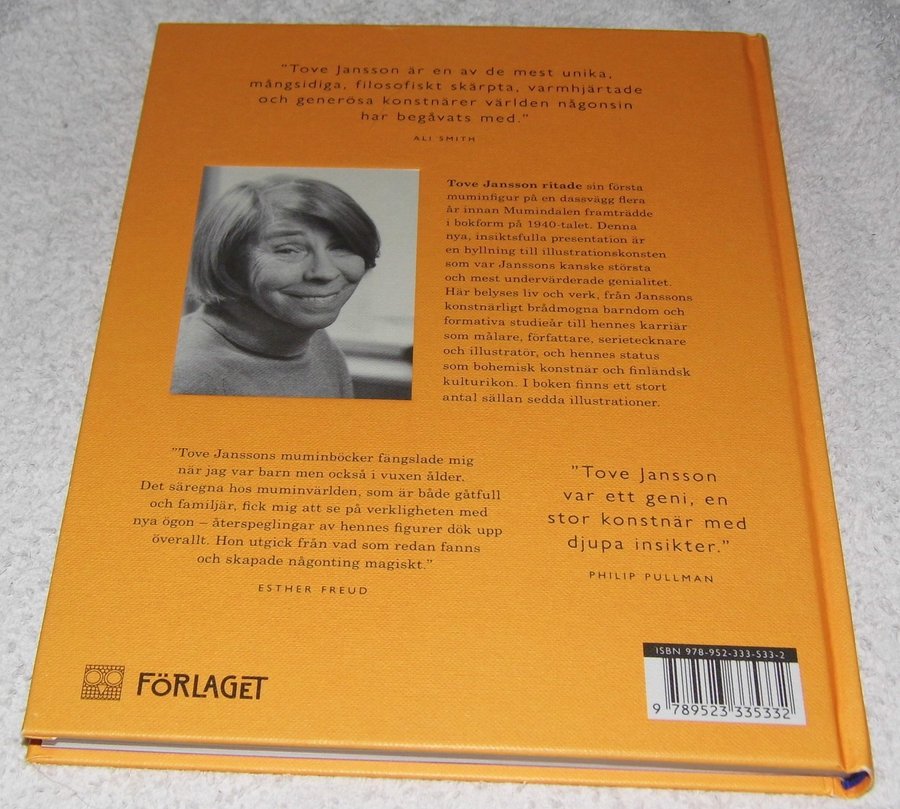 "Tove Jansson är en av de mest unika,
mångsidiga, filosofiskt skärpta, varmhjärtade
och generösa konstnärer världen någonsin
har begåvats med."
ALI SMITH
Tove Jansson ritade sin första
muminfigur på en dassvägg flera
år innan Mumindalen framträdde
i bokform på 1940-talet. Denna
nya, insiktsfulla presentation är
en hyllning till illustrationskonsten
som var Janssons kanske största
och mest undervärderade genialitet.
Här belyses liv och verk, från Janssons
konstnärligt brådmogna barndom och
formativa studieår till hennes karriär
som målare, författare, serietecknare
och illustratör, och hennes status
som bohemisk konstnär och finländsk
kulturikon. I boken finns ett stort
antal sällan sedda illustrationer.
"Tove Janssons muminböcker fängslade mig
när jag var barn men också i vuxen ålder.
Det säregna hos muminvärlden, som är både gåtfull
och familjär, fick mig att se på verkligheten med
nya ögon – återspeglingar av hennes figurer dök upp
överallt. Hon utgick från vad som redan fanns
och skapade någonting magiskt."
ESTHER FREUD
"Tove Jansson
var ett geni, en
stor konstnär med
djupa insikter."
PHILIP PULLMAN
FÖRLAGET
ISBN 978-952-333-533-2
9 789523 335332